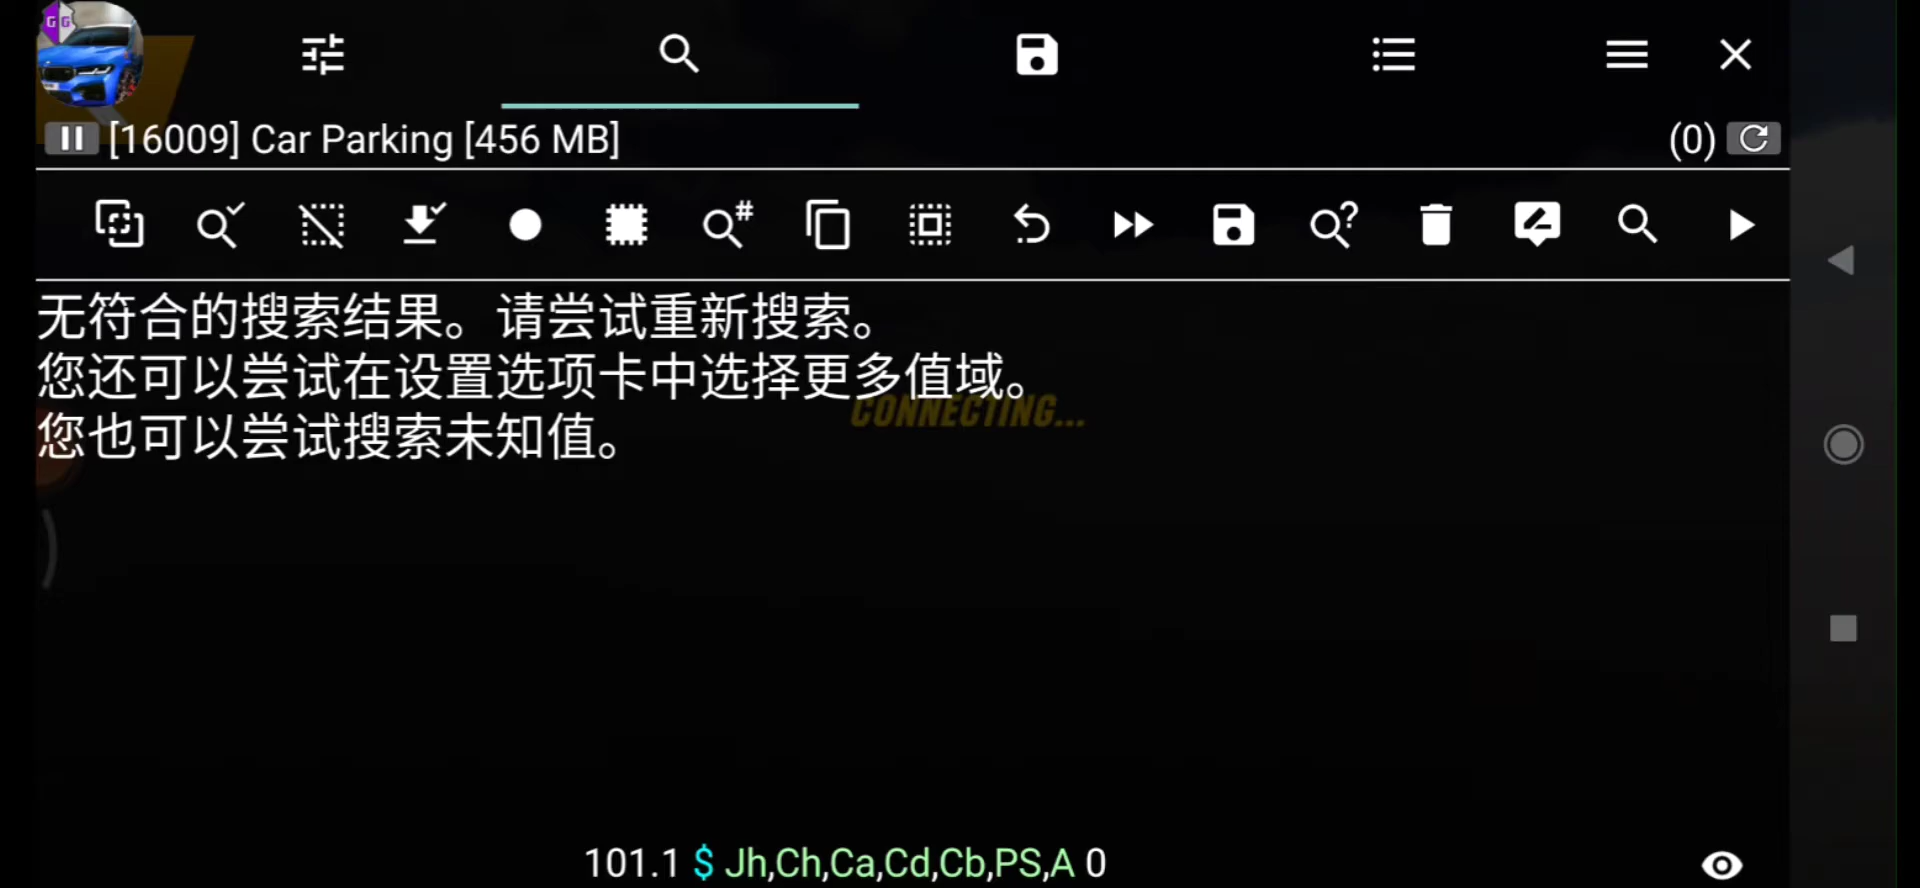 GG
[16009] Car Parking [456 MB]
(0)
无符合的搜索结果。请尝试重新搜索。
您还可以尝试在设置选项卡中选择更多值域。
CONNECTING...
您也可以尝试搜索未知值。
101.1 $ Jh,Ch,Ca,Cd,Cb,PS,A 0